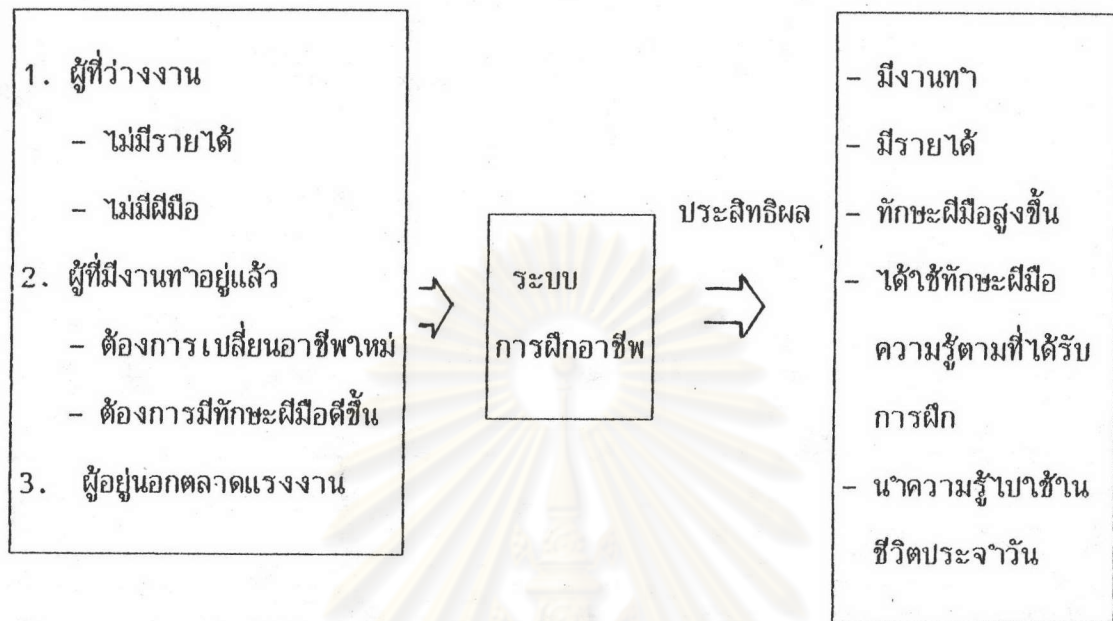 1. ผู้ที่ว่างงาน
- ไม่มีรายได้
- ไม่มีฝีมือ
2. ผู้ที่มีงานทำอยู่แล้ว
- ต้องการเปลี่ยนอาชีพใหม่
- ต้องการมีทักษะฝีมือดีขึ้น
3. ผู้อยู่นอกตลาดแรงงาน
ระบบ
การฝึกอาชีพ
ประสิทธิผล
- มีงานทำ
- มีรายได้
- ทักษะฝีมือสูงขึ้น
- ได้ใช้ทักษะฝีมือ
ความรู้ตามที่ได้รับ
การฝึก
- นำความรู้ไปใช้ใน
ชีวิตประจำวัน